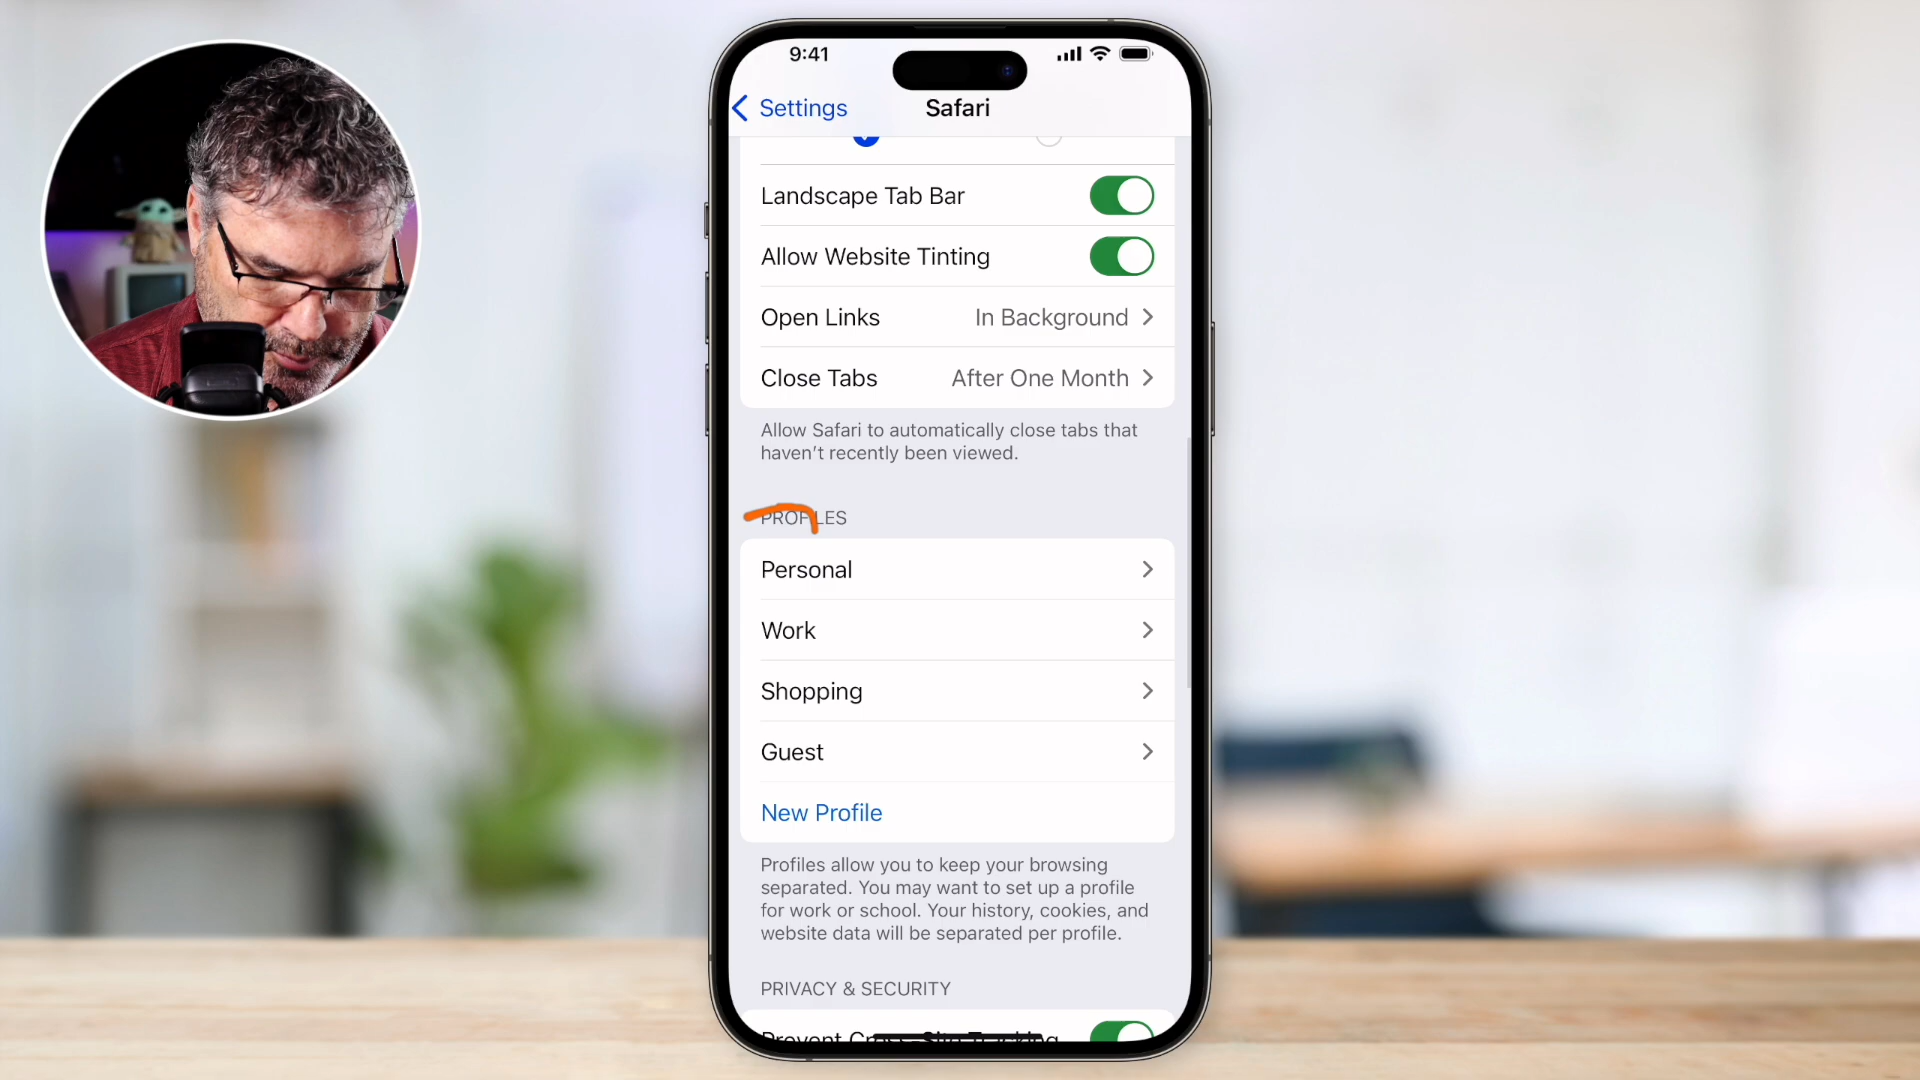 9:41
Settings
Safari
Landscape Tab Bar
Allow Website Tinting
Open Links In Background
Close Tabs After One Month
Allow Safari to automatically close tabs that
haven't recently been viewed.
PROFILES
Personal
Work
Shopping
Guest
New Profile
Profiles allow you to keep your browsing
separated. You may want to set up a profile
for work or school. Your history, cookies, and
website data will be separated per profile.
PRIVACY & SECURITY
Prevent Cross-Site Tracking